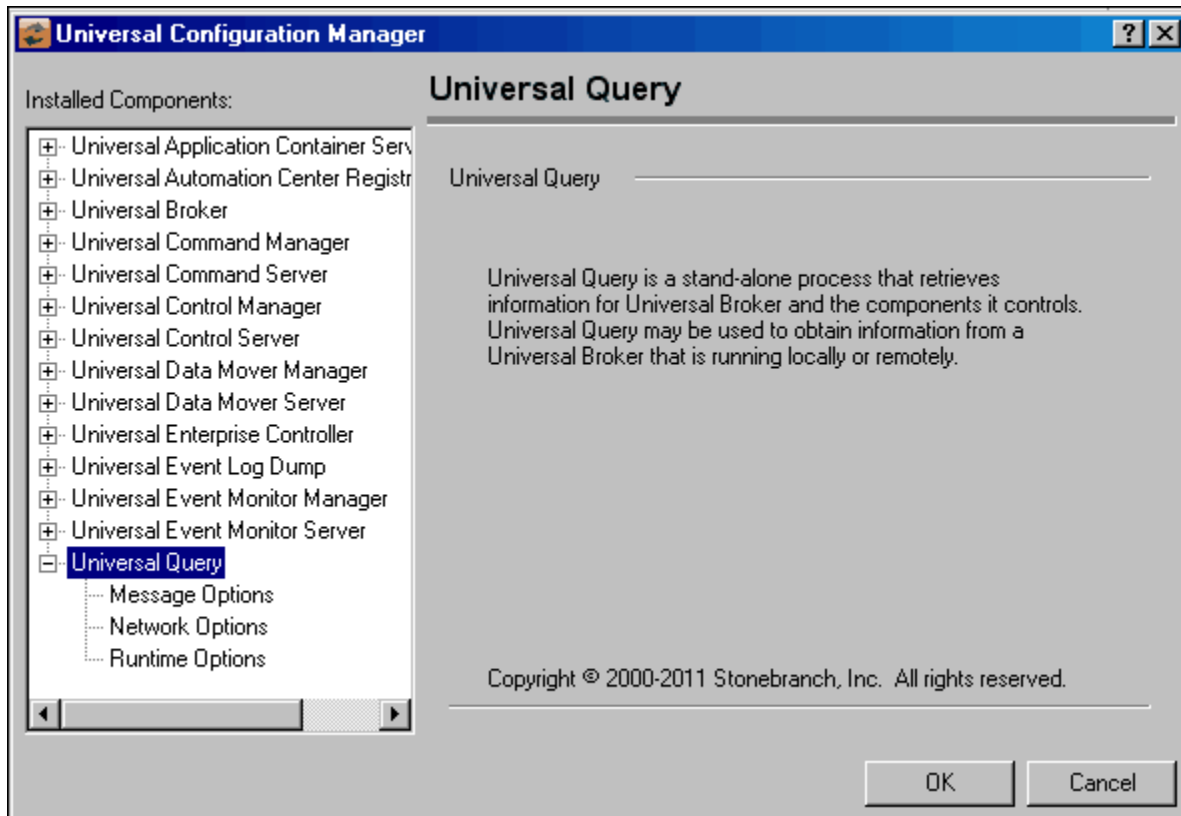 Universal Configuration Manager
Installed Components:
Universal Query
Universal Application Container Serv
Universal Automation Center Registr
Universal Broker
Universal Command Manager
Universal Command Server
Universal Control Manager
Universal Control Server
Universal Data Mover Manager
Universal Data Mover Server
Universal Enterprise Controller
Universal Event Log Dump
Universal Event Monitor Manager
Universal Event Monitor Server
Universal Query
Message Options
Network Options
Runtime Options
Universal Query
Universal Query is a stand-alone process that retrieves
information for Universal Broker and the components it controls.
Universal Query may be used to obtain information from a
Universal Broker that is running locally or remotely.
Copyright © 2000-2011 Stonebranch, Inc. All rights reserved.
OK
Cancel